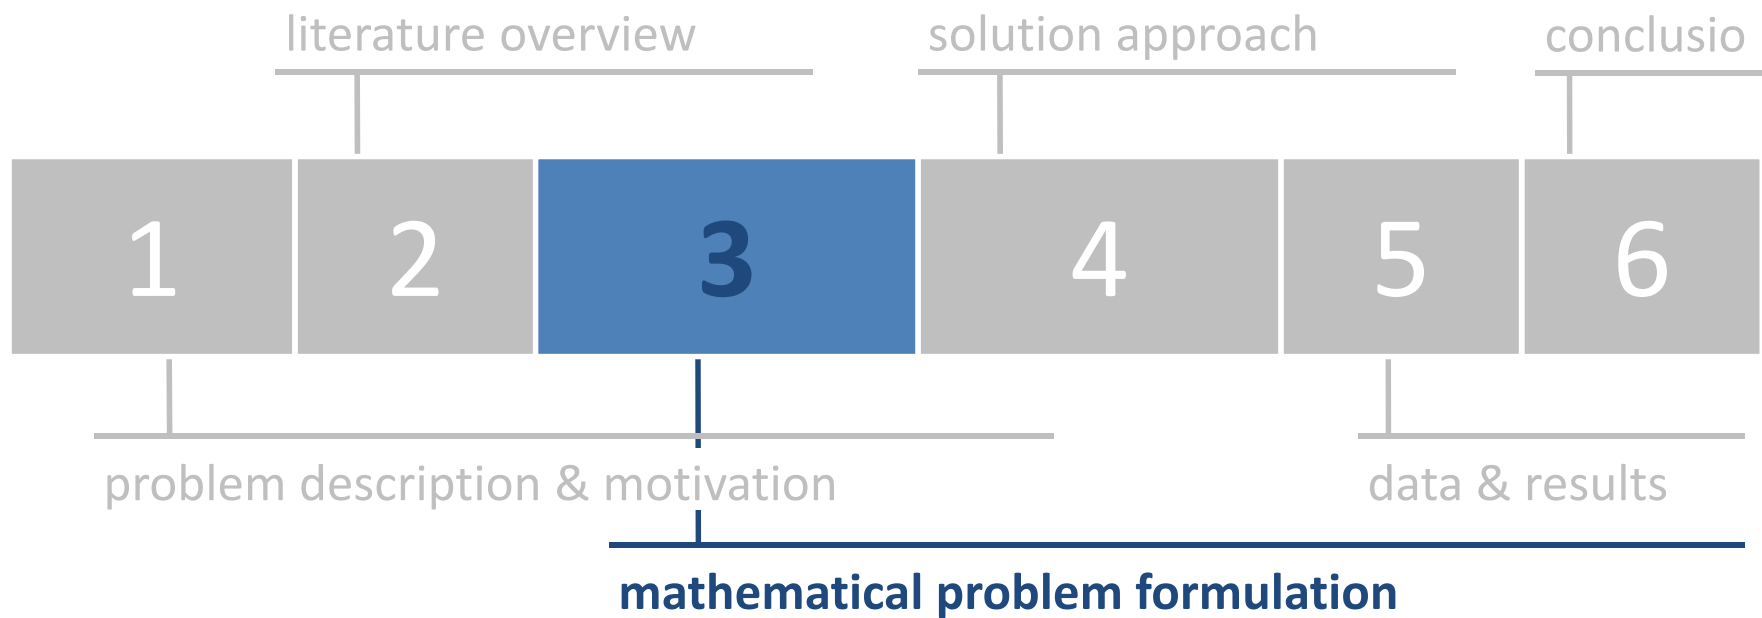 literature overview
solution approach
conclusio
1 2 3 4 5 6
problem description & motivation
data & results
mathematical problem formulation